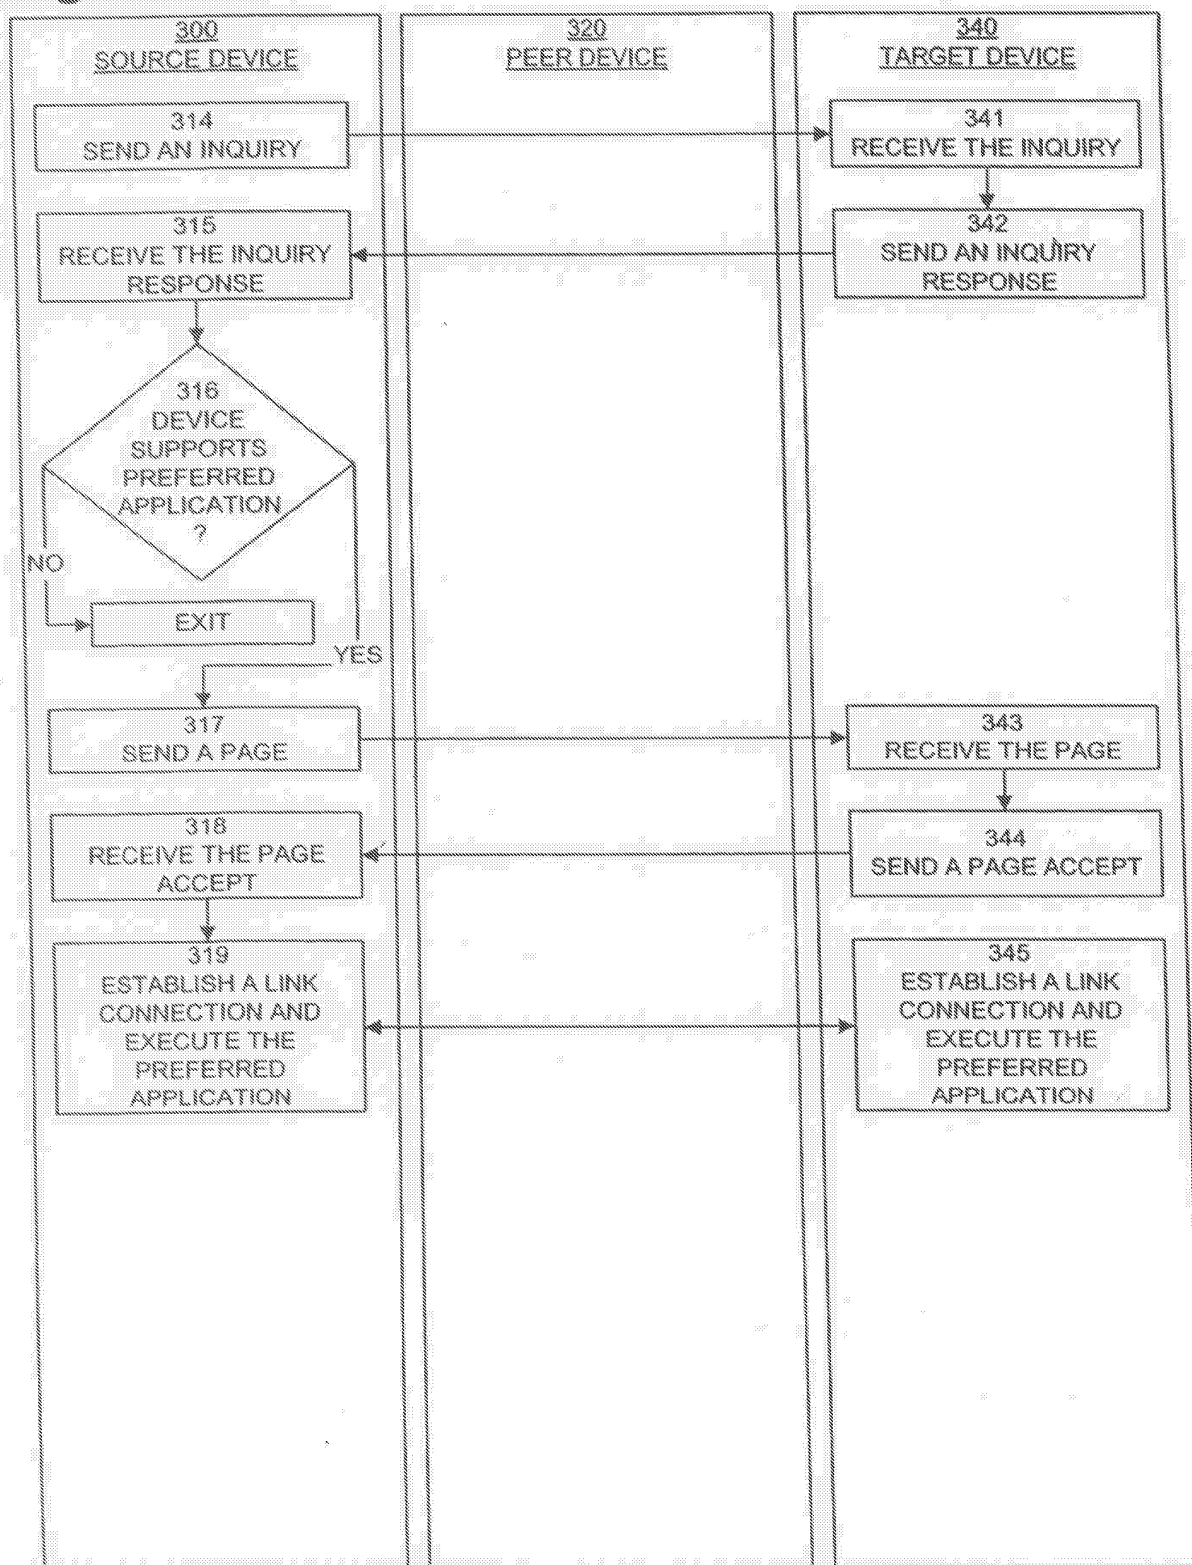 300
SOURCE DEVICE
320
PEER DEVICE
340
TARGET DEVICE
314
SEND AN INQUIRY
341
RECEIVE THE INQUIRY
315
RECEIVE THE INQUIRY
RESPONSE
342
SEND AN INQUIRY
RESPONSE
316
DEVICE
SUPPORTS
PREFERRED
APPLICATION
?
NO
EXIT
YES
317
SEND A PAGE
343
RECEIVE THE PAGE
318
RECEIVE THE PAGE
ACCEPT
344
SEND A PAGE ACCEPT
319
ESTABLISH A LINK
CONNECTION AND
EXECUTE THE
PREFERRED
APPLICATION
345
ESTABLISH A LINK
CONNECTION AND
EXECUTE THE
PREFERRED
APPLICATION